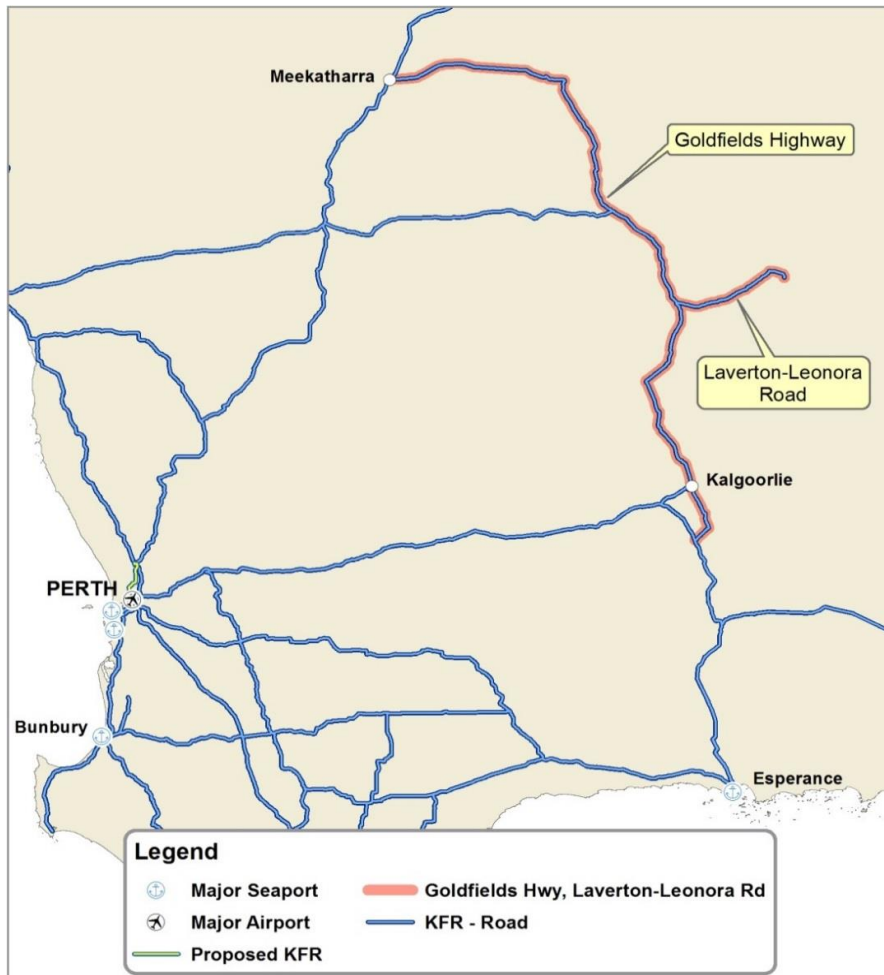 Meekatharra
Goldfields Highway
Laverton-Leonora
Road
Kalgoorlie
PERTH
Bunbury
Esperance
Legend
Major Seaport
Goldfields Hwy, Laverton-Leonora Rd
Major Airport
KFR - Road
Proposed KFR